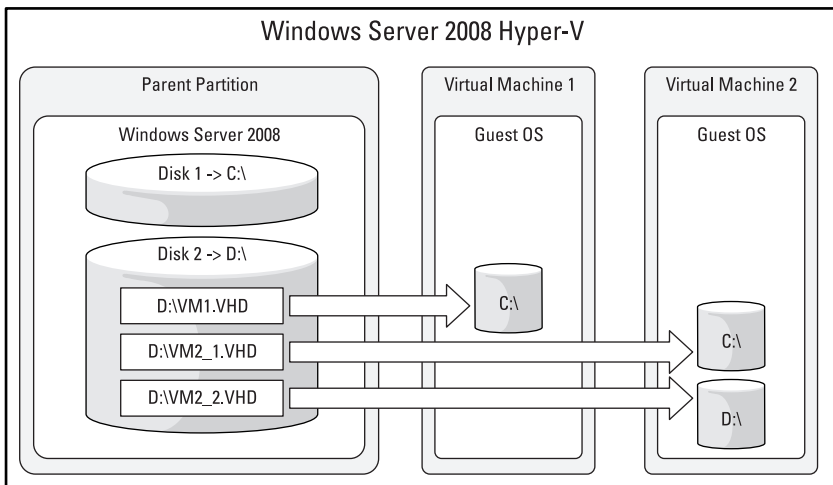 Windows Server 2008 Hyper-V
Parent Partition
Windows Server 2008
Disk 1 -> C:\
Disk 2 -> D:\
D:\VM1.VHD
D:\VM2_1.VHD
D:\VM2_2.VHD
Virtual Machine 1
Guest OS
C:\
Virtual Machine 2
Guest OS
C:\
D:\